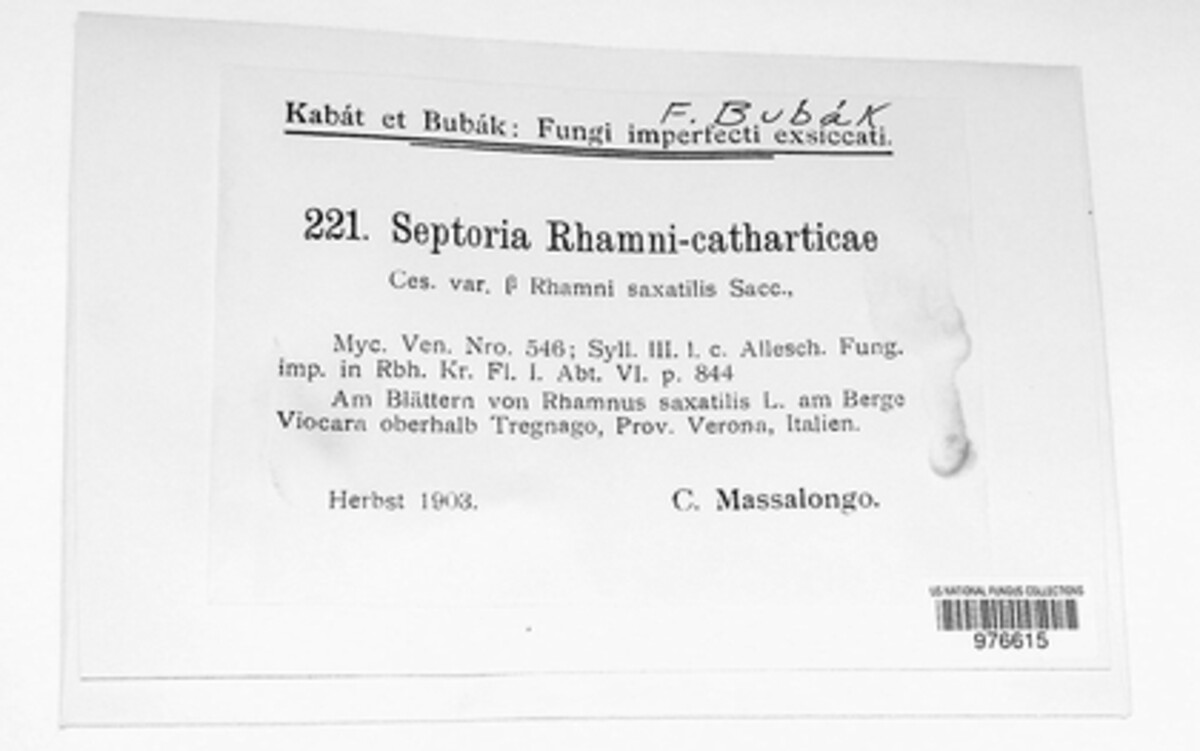 F. Bubák
Kabát et Bubák: Fungi imperfecti exsiccati.
221. Septoria Rhamni-catharticae
Ces. var. β Rhamni saxatilis Sacc.,
Myc. Ven. Nro. 546; Syll. III. l. c. Allesch. Fung.
imp. in Rbh. Kr. Fl. I. Abt. VI. p. 844
Am Blättern von Rhamnus saxatilis L. am Berge
Viocara oberhalb Tregnago, Prov. Verona, Italien.
Herbst 1903. C. Massalongo.
US NATIONAL FUNGUS COLLECTIONS
976615